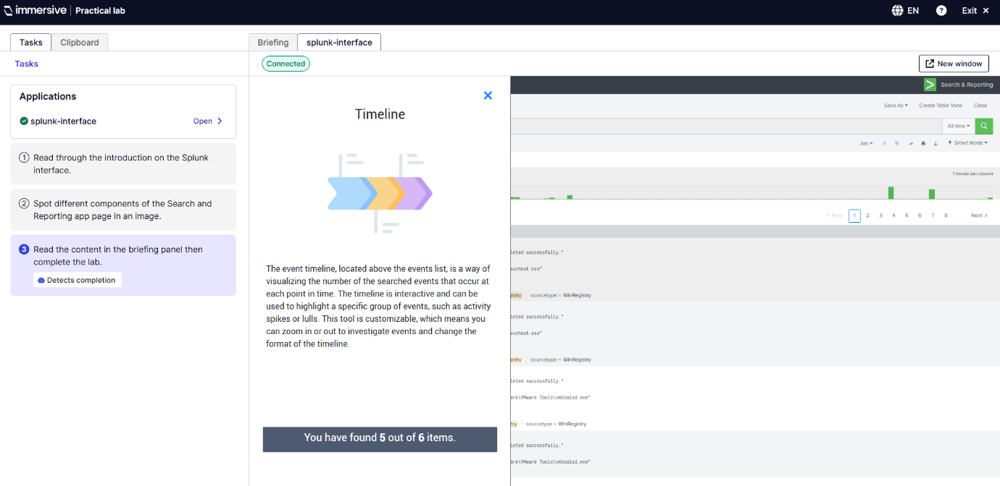 immersive | Practical lab
EN
?
Exit
Tasks
Clipboard
Briefing
splunk-interface
Tasks
Connected
New window
Applications
splunk-interface
Open
1 Read through the introduction on the Splunk
interface.
2 Spot different components of the Search and
Reporting app page in an image.
3 Read the content in the briefing panel then
complete the lab.
Detects completion
Timeline
The event timeline, located above the events list, is a way of
visualizing the number of the searched events that occur at
each point in time. The timeline is interactive and can be
used to highlight a specific group of events, such as activity
spikes or lulls. This tool is customizable, which means you
can zoom in or out to investigate events and change the
format of the timeline.
You have found 5 out of 6 items.
Search & Reporting
Save As
Create Table View
Close
All time
Job
Smart Mode
1 minute per column
< Prev 1 2 3 4 5 6 7 8 ... Next >
leted successfully."
svchost.exe"
istry sourcetype = WinRegistry
leted successfully."
svchost.exe"
istry sourcetype = WinRegistry
leted successfully."
are\VMware Tools\vmtoolsd.exe"
try sourcetype = WinRegistry
leted successfully."
are\VMware Tools\vmtoolsd.exe"